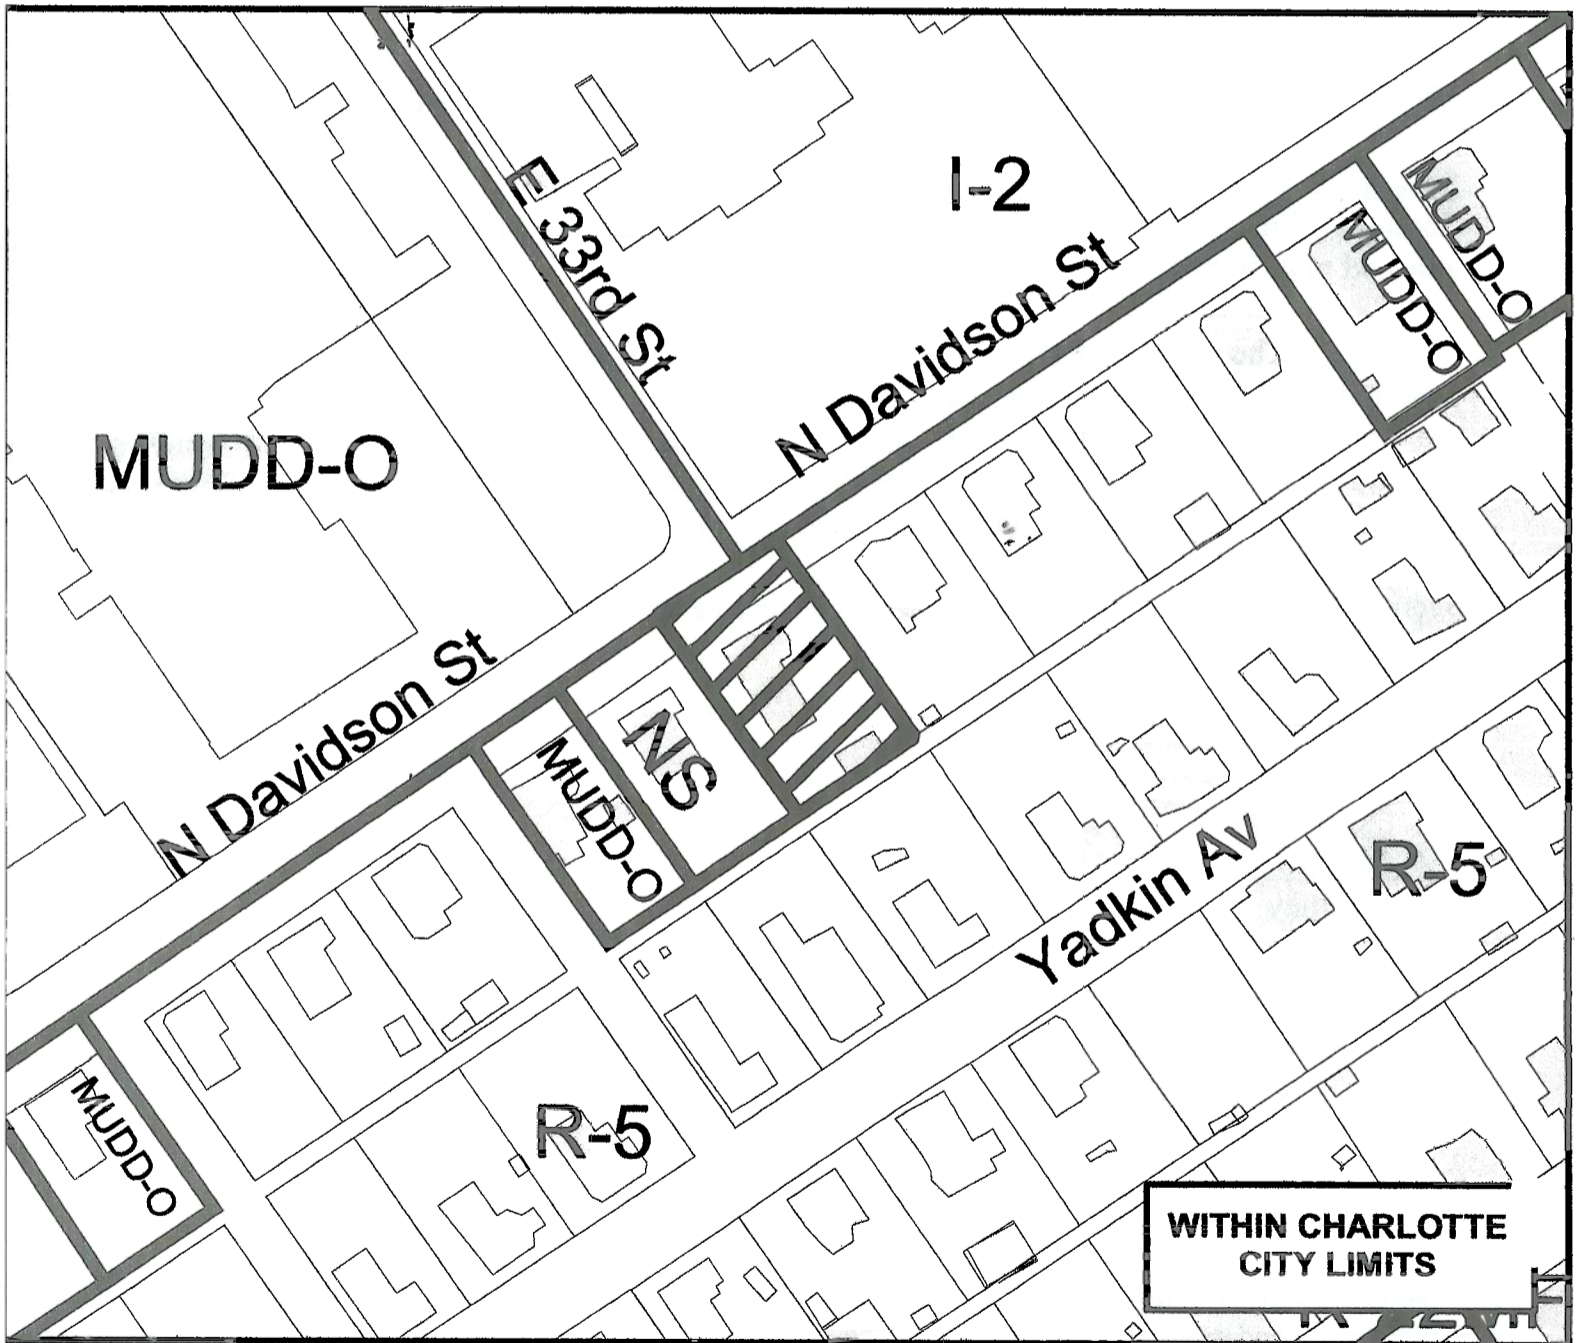 E 33rd St
I-2
MUDD-O
MUDD-O
N Davidson St
MUDD-O
N Davidson St
NS
MUDD-O
Yadkin Av
R-5
MUDD-O
R-5
WITHIN CHARLOTTE
CITY LIMITS